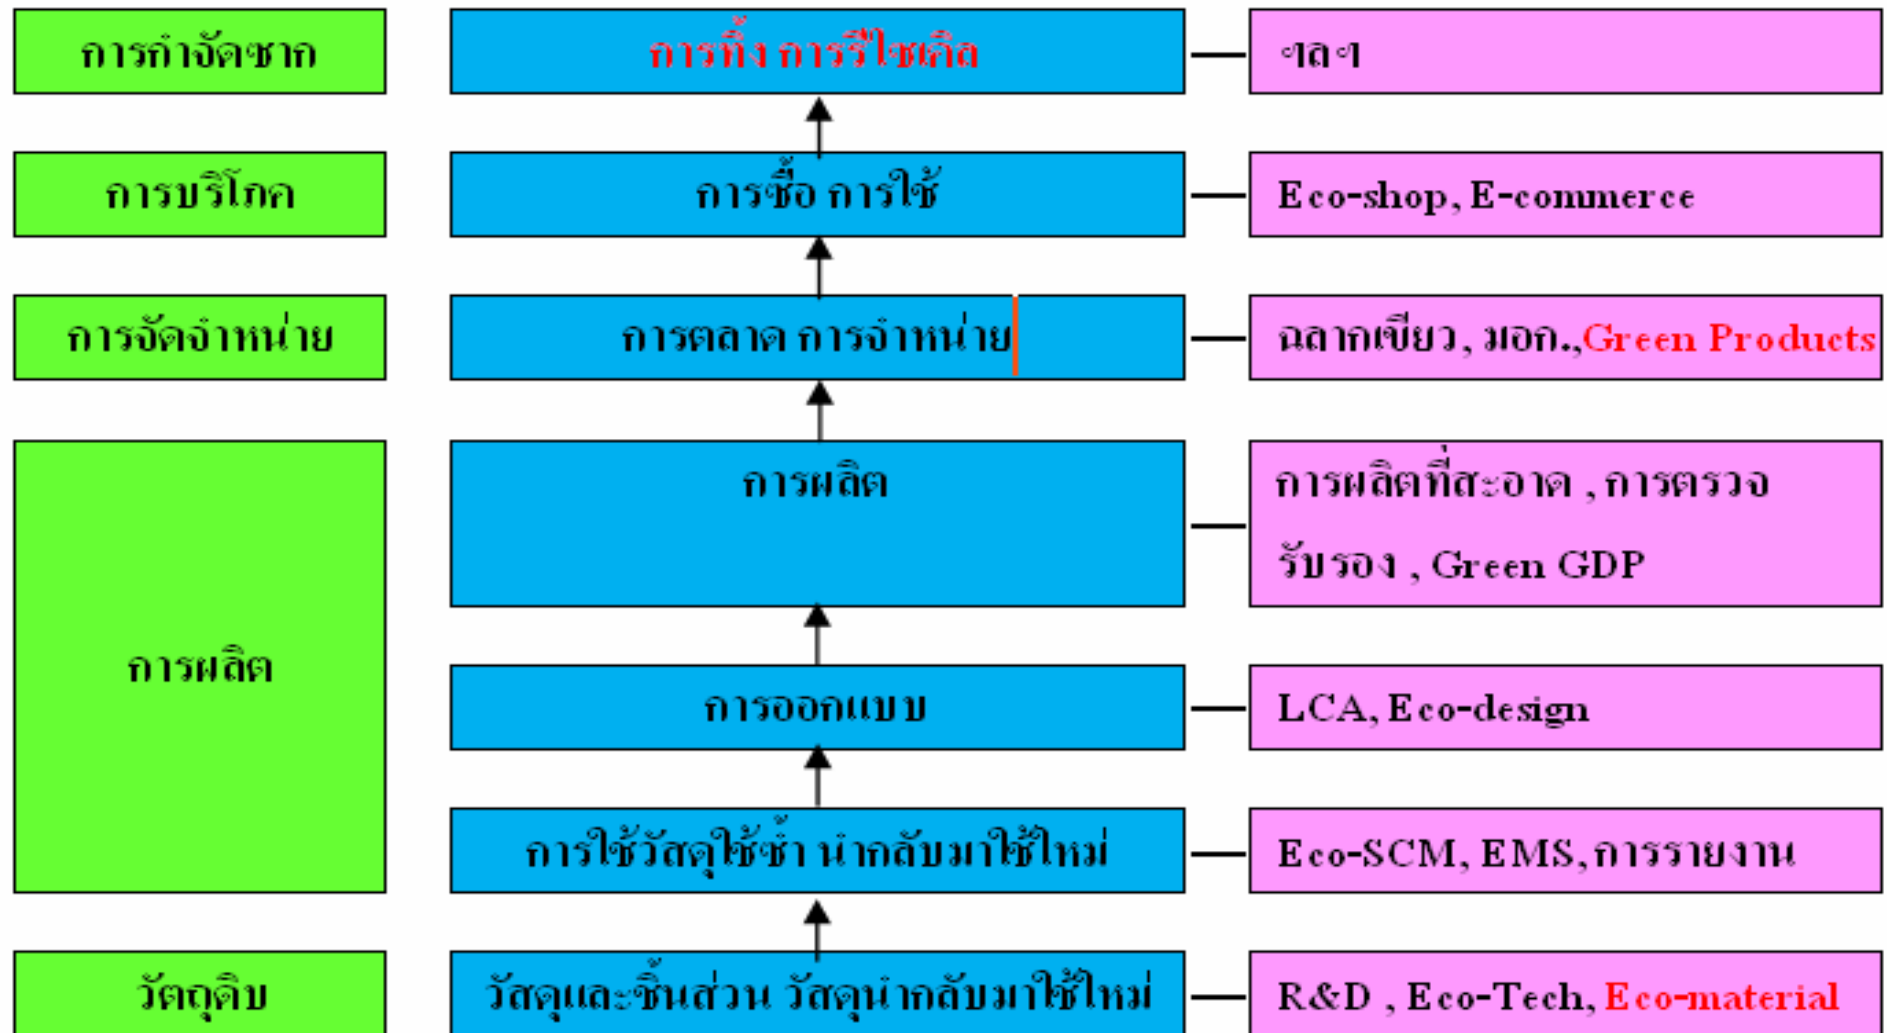 การกำจัดซาก
การทิ้ง การรีไซเคิล
ฯลฯ
การบริโภค
การซื้อ การใช้
Eco-shop, E-commerce
การจัดจำหน่าย
การตลาด การจำหน่าย
ฉลากเขียว, มอก.,Green Products
การผลิต
การผลิต
การผลิตที่สะอาด , การตรวจ
รับรอง , Green GDP
การออกแบบ
LCA, Eco-design
การใช้วัสดุใช้ซ้ำ นำกลับมาใช้ใหม่
Eco-SCM, EMS, การรายงาน
วัตถุดิบ
วัสดุและชิ้นส่วน วัสดุนำกลับมาใช้ใหม่
R&D , Eco-Tech, Eco-material